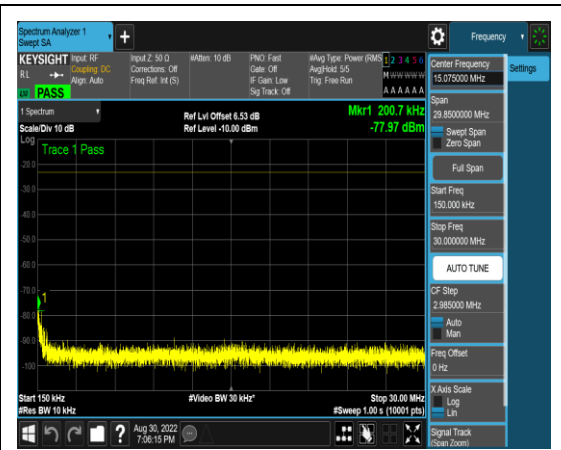 Spectrum Analyzer 1
Swept SA
+
Frequency
KEYSIGHT
RL
LXI
PASS
Input: RF
Coupling: DC
Align: Auto
Input Z: 50 Ω
Corrections: Off
Freq Ref: Int (S)
#Atten: 10 dB
PNO: Fast
Gate: Off
IF Gain: Low
Sig Track: Off
#Avg Type: Power (RMS
Avg|Hold: 5/5
Trig: Free Run
1 2 3 4 5 6
M W W W W W
A A A A A A
1 Spectrum
Scale/Div 10 dB
Ref Lvl Offset 6.53 dB
Ref Level -10.00 dBm
Mkr1 200.7 kHz
-77.97 dBm
Log
Trace 1 Pass
-20.0
-30.0
-40.0
-50.0
-60.0
-70.0
-80.0
-90.0
-100
1
Start 150 kHz
#Res BW 10 kHz
#Video BW 30 kHz*
Stop 30.00 MHz
#Sweep 1.00 s (10001 pts)
Center Frequency
15.075000 MHz
Settings
Span
29.8500000 MHz
Swept Span
Zero Span
Full Span
Start Freq
150.000 kHz
Stop Freq
30.000000 MHz
AUTO TUNE
CF Step
2.985000 MHz
Auto
Man
Freq Offset
0 Hz
X Axis Scale
Log
Lin
Signal Track
(Span Zoom)
?
Aug 30, 2022
7:06:15 PM